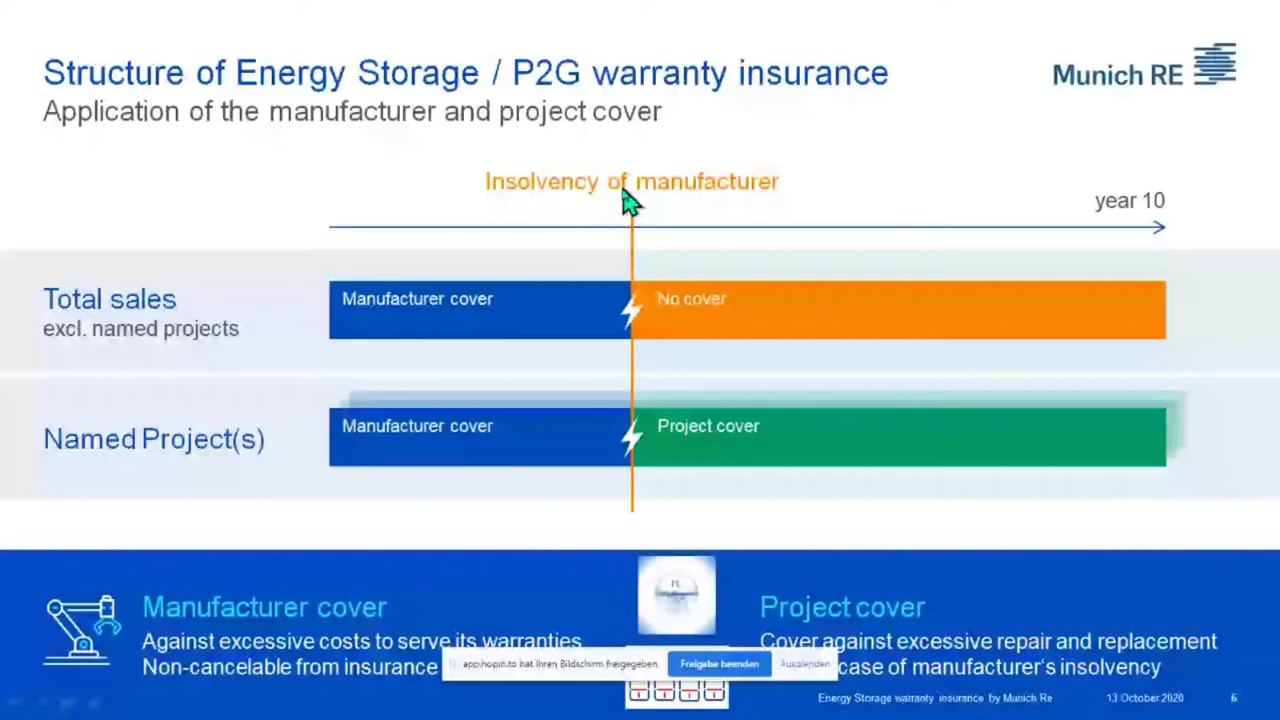 Structure of Energy Storage / P2G warranty insurance
Munich RE
Application of the manufacturer and project cover
Insolvency of manufacturer
year 10
Total sales
excl. named projects
Manufacturer cover
No cover
Named Project(s)
Manufacturer cover
Project cover
Manufacturer cover
Against excessive costs to serve its warranties
Non-cancelable from insurance
Project cover
Cover against excessive repair and replacement
case of manufacturer's insolvency
app.hopin.to hat Ihren Bildschirm freigegeben.
Freigabe beenden
Ausblenden
Energy Storage warranty insurance by Munich Re
13 October 2020
6